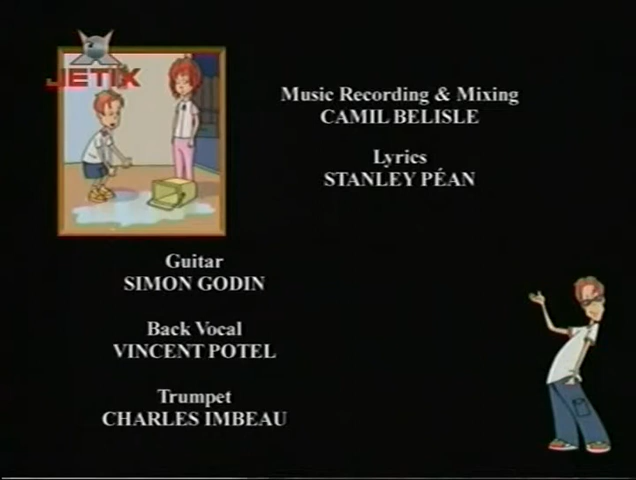 JETIX
Music Recording & Mixing
CAMIL BELISLE
Lyrics
STANLEY PÉAN
Guitar
SIMON GODIN
Back Vocal
VINCENT POTEL
Trumpet
CHARLES IMBEAU